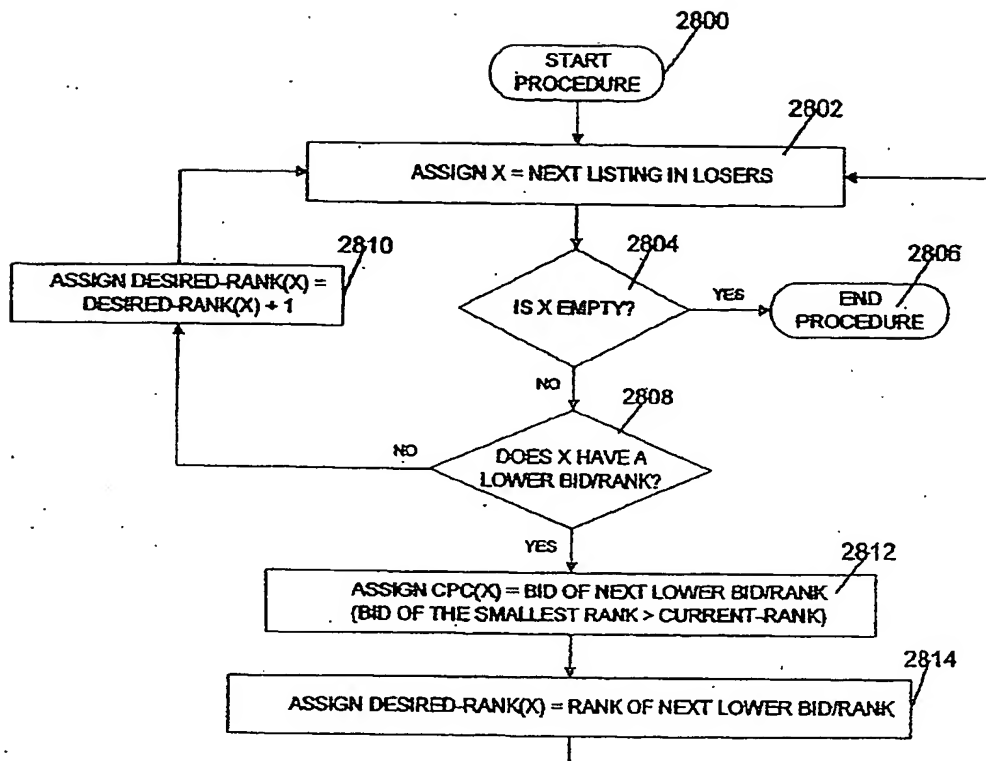 2800
START
PROCEDURE
2802
ASSIGN X = NEXT LISTING IN LOSERS
2810
ASSIGN DESIRED-RANK(X) =
DESIRED-RANK(X) + 1
2804
IS X EMPTY?
YES
2806
END
PROCEDURE
NO
2808
NO
DOES X HAVE A
LOWER BID/RANK?
YES
2812
ASSIGN CPC(X) = BID OF NEXT LOWER BID/RANK
(BID OF THE SMALLEST RANK > CURRENT-RANK)
2814
ASSIGN DESIRED-RANK(X) = RANK OF NEXT LOWER BID/RANK